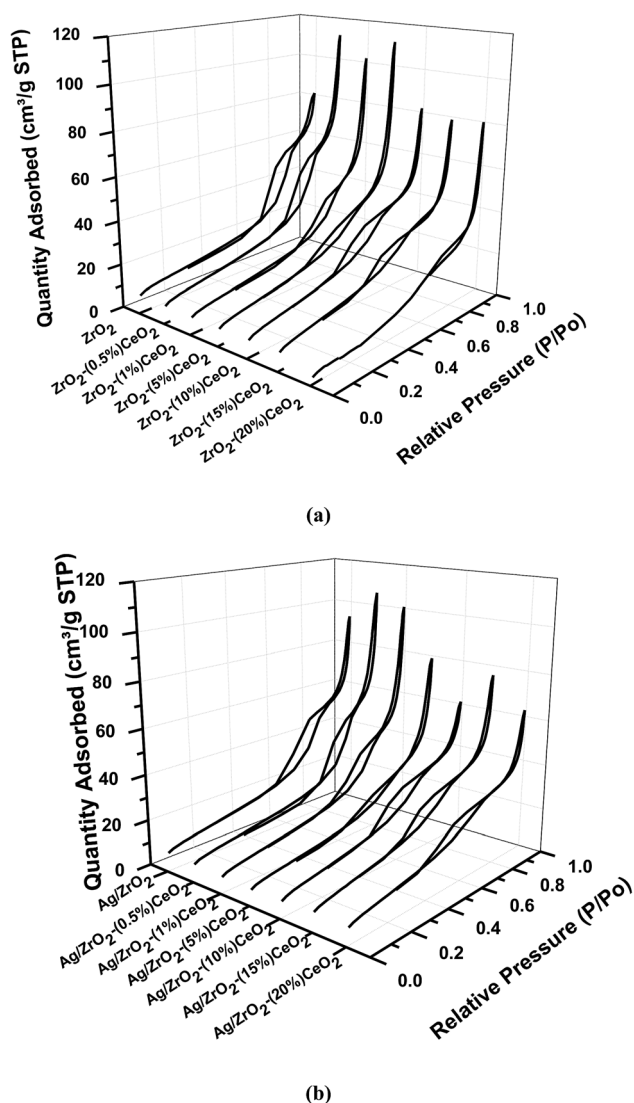 120
100
80
60
40
20
0
Quantity Adsorbed (cm³/g STP)
ZrO₂
ZrO₂-(0.5%)CeO₂
ZrO₂-(1%)CeO₂
ZrO₂-(5%)CeO₂
ZrO₂-(10%)CeO₂
ZrO₂-(15%)CeO₂
ZrO₂-(20%)CeO₂
0.0
0.2
0.4
0.6
0.8
1.0
Relative Pressure (P/Po)
(a)
120
100
80
60
40
20
0
Quantity Adsorbed (cm³/g STP)
Ag/ZrO₂
Ag/ZrO₂-(0.5%)CeO₂
Ag/ZrO₂-(1%)CeO₂
Ag/ZrO₂-(5%)CeO₂
Ag/ZrO₂-(10%)CeO₂
Ag/ZrO₂-(15%)CeO₂
Ag/ZrO₂-(20%)CeO₂
0.0
0.2
0.4
0.6
0.8
1.0
Relative Pressure (P/Po)
(b)